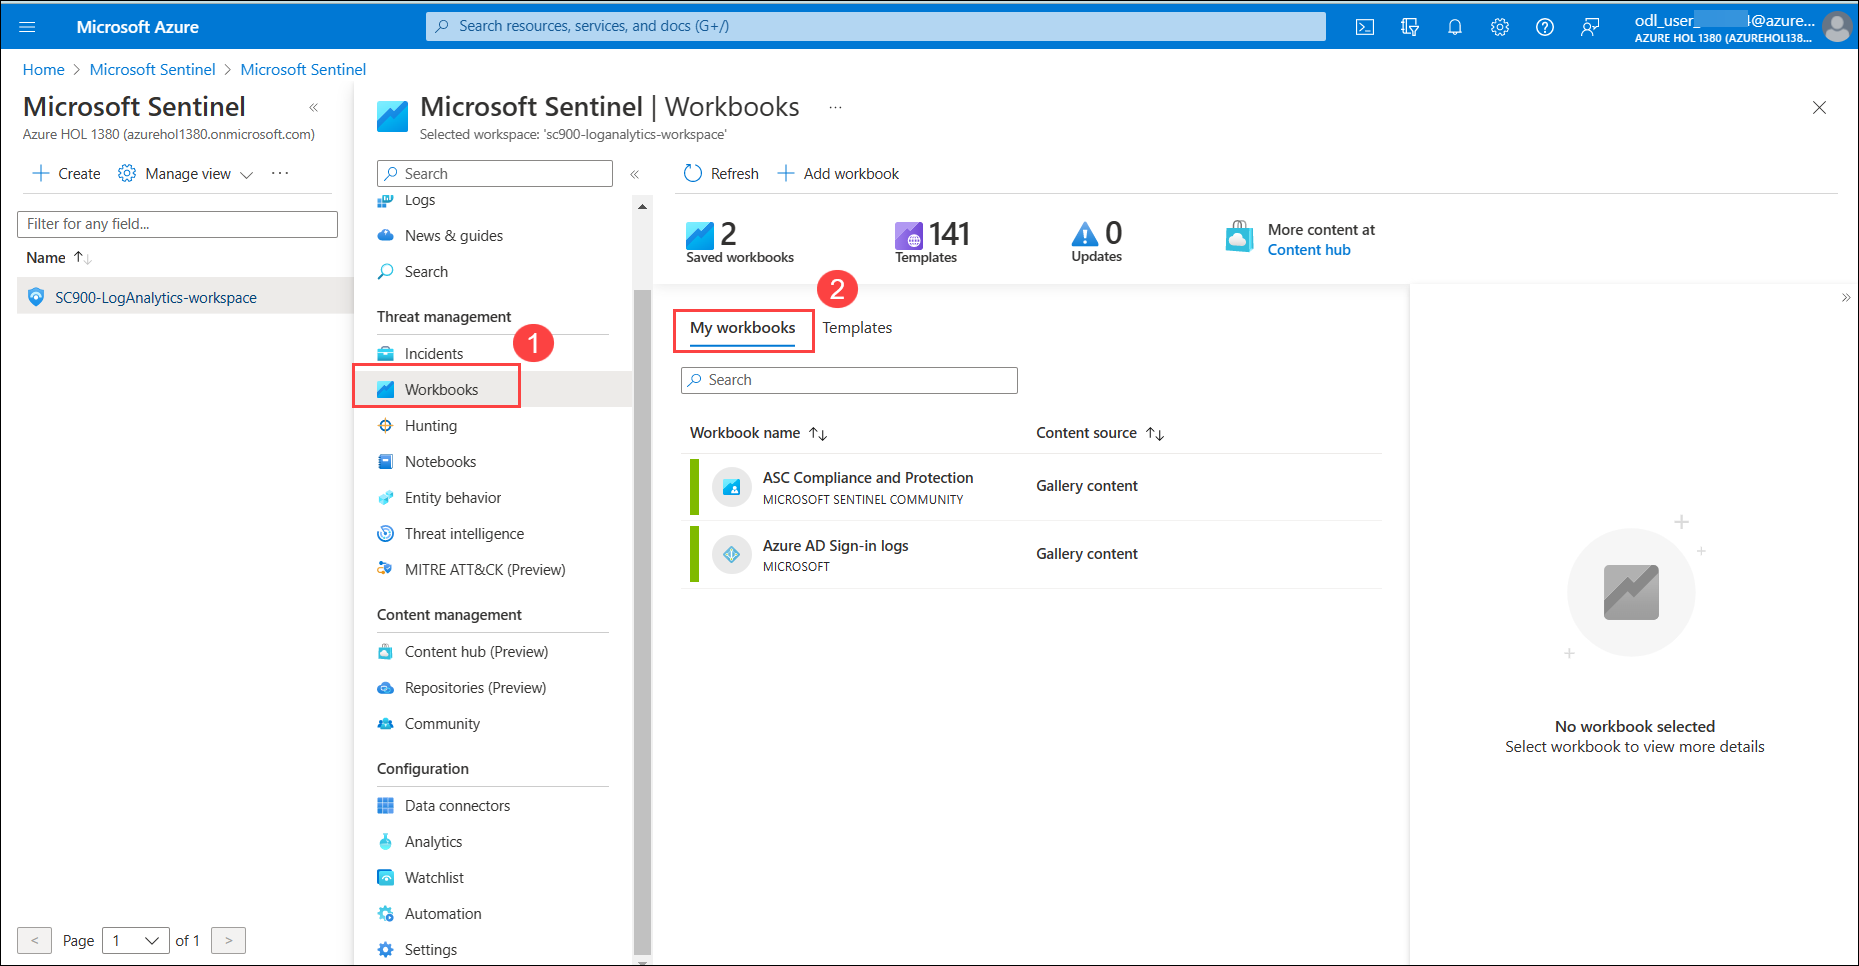 Microsoft Azure
Search resources, services, and docs (G+/)
odl_user_ 4@azure...
AZURE HOL 1380 (AZUREHOL138...
Home > Microsoft Sentinel > Microsoft Sentinel
Microsoft Sentinel
Azure HOL 1380 (azurehol1380.onmicrosoft.com)
Create
Manage view
...
Filter for any field...
Name
SC900-LogAnalytics-workspace
< Page 1 of 1 >
Microsoft Sentinel | Workbooks ...
Selected workspace: 'sc900-loganalytics-workspace'
Search
Logs
News & guides
Search
Threat management
1
Incidents
Workbooks
Hunting
Notebooks
Entity behavior
Threat intelligence
MITRE ATT&CK (Preview)
Content management
Content hub (Preview)
Repositories (Preview)
Community
Configuration
Data connectors
Analytics
Watchlist
Automation
Settings
Refresh
Add workbook
2
Saved workbooks
141
Templates
0
Updates
More content at
Content hub
2
My workbooks
Templates
Search
Workbook name
Content source
ASC Compliance and Protection
MICROSOFT SENTINEL COMMUNITY
Gallery content
Azure AD Sign-in logs
MICROSOFT
Gallery content
No workbook selected
Select workbook to view more details